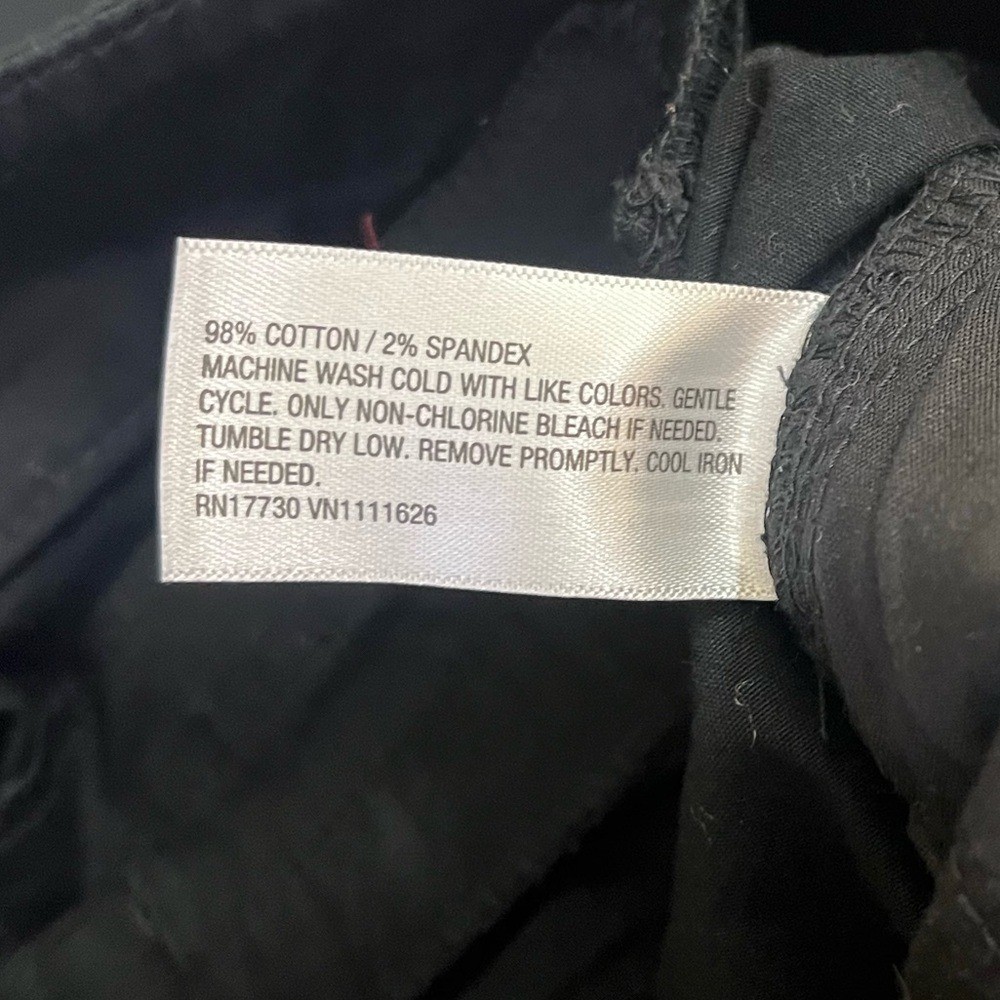 98% COTTON / 2% SPANDEX
MACHINE WASH COLD WITH LIKE COLORS. GENTLE
CYCLE. ONLY NON-CHLORINE BLEACH IF NEEDED.
TUMBLE DRY LOW. REMOVE PROMPTLY. COOL IRON
IF NEEDED.
RN17730 VN1111626